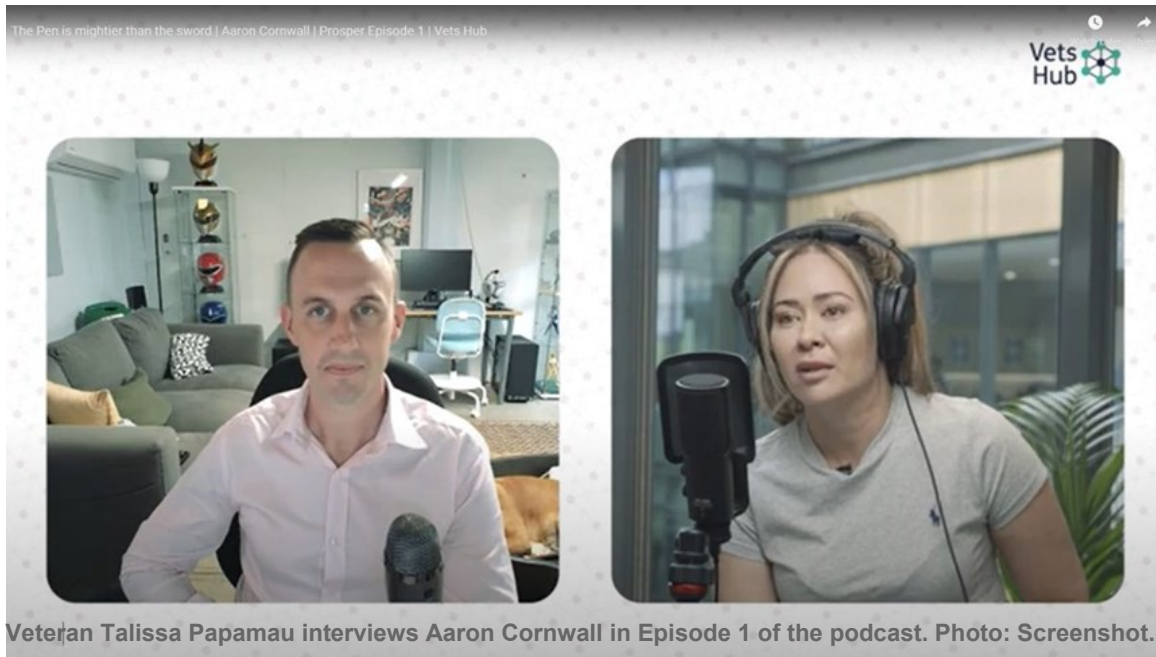 The Pen is mightier than the sword | Aaron Cornwall | Prosper Episode 1 | Vets Hub
Vets
Hub
Veteran Talissa Papamau interviews Aaron Cornwall in Episode 1 of the podcast. Photo: Screenshot.